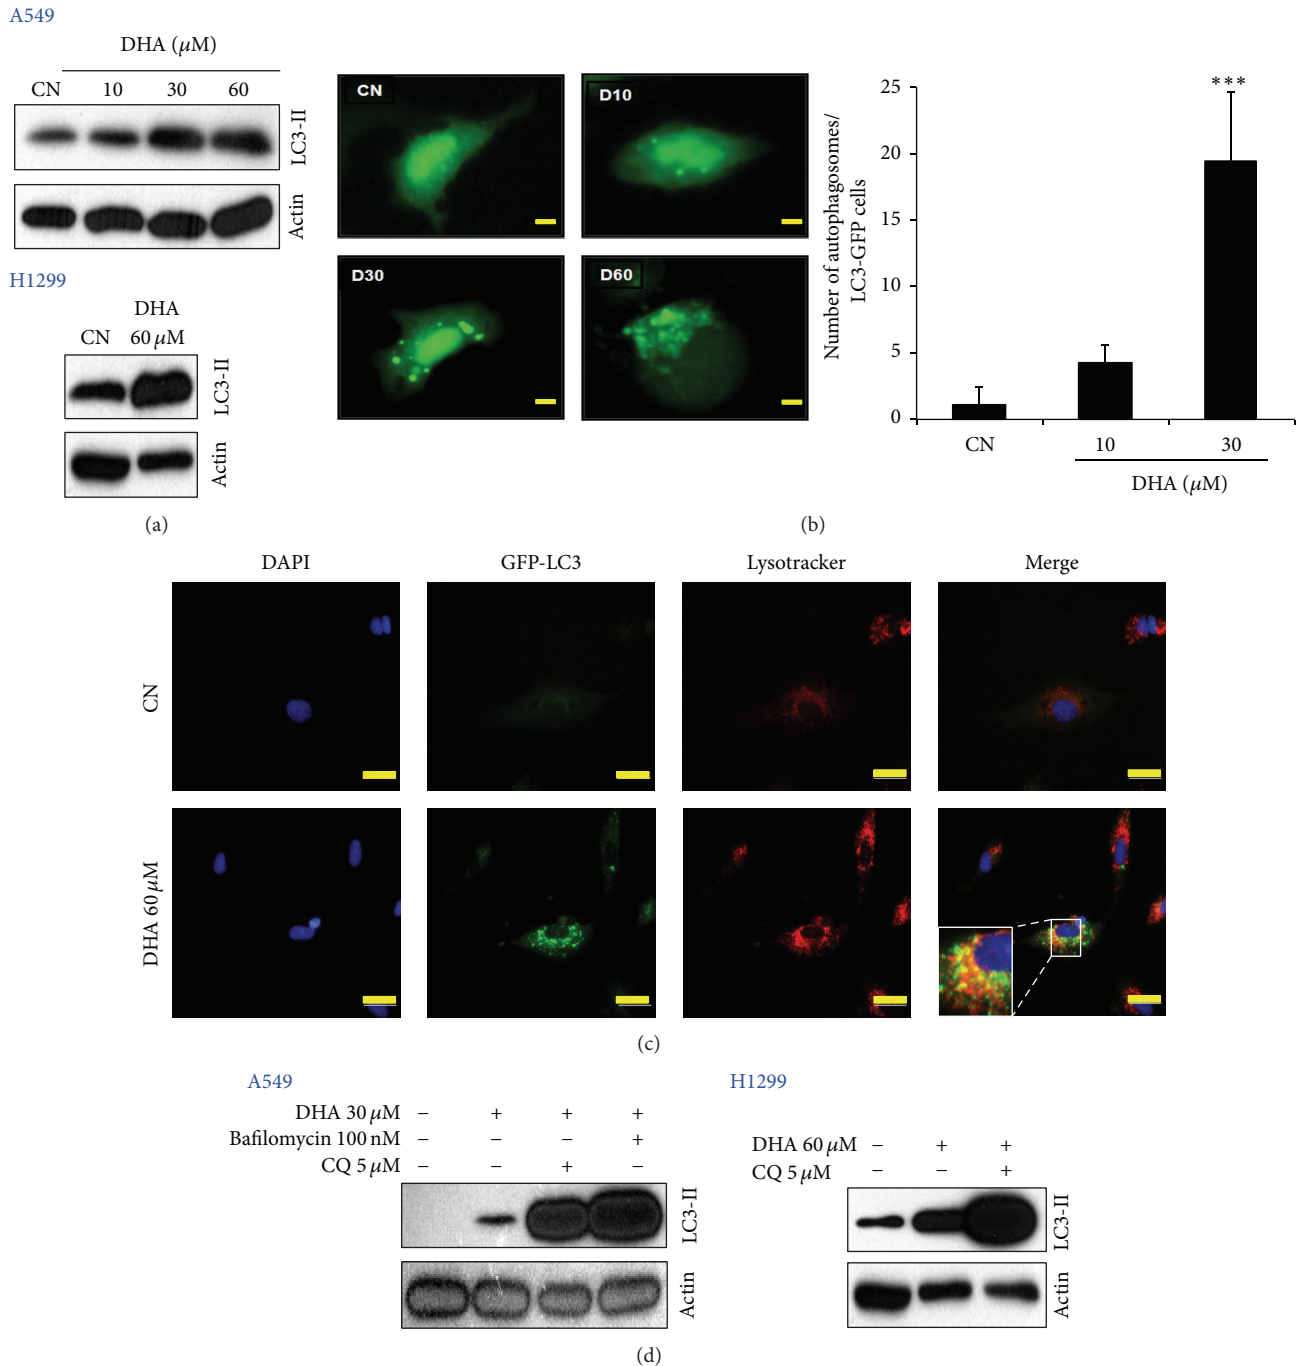 A549
DHA (μM)
CN 10 30 60
LC3-II
Actin
H1299
DHA
CN 60 μM
LC3-II
Actin
(a)
CN
D10
D30
D60
Number of autophagosomes/
LC3-GFP cells
25
20
15
10
5
0
***
CN 10 30
DHA (μM)
(b)
DAPI GFP-LC3 Lysotracker Merge
CN
DHA 60 μM
(c)
A549
DHA 30 μM − + + +
Bafilomycin 100 nM − − − +
CQ 5 μM − − + −
LC3-II
Actin
H1299
DHA 60 μM − + +
CQ 5 μM − − +
LC3-II
Actin
(d)